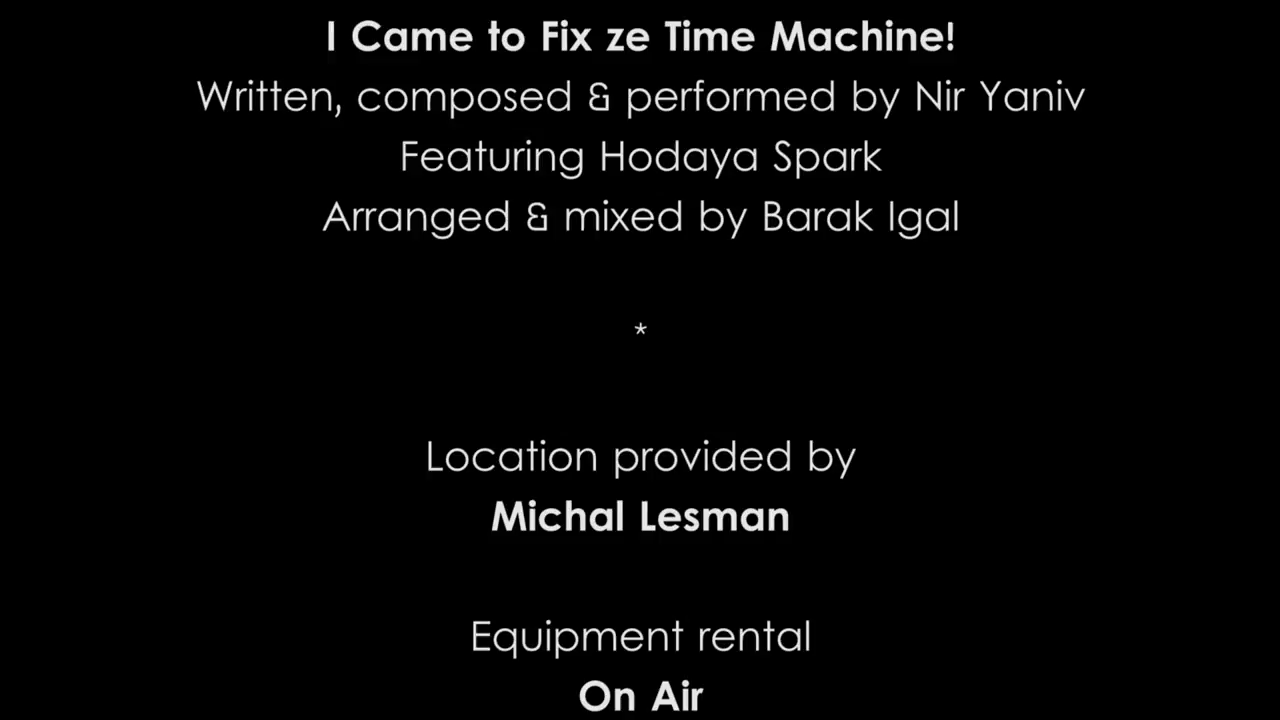 I Came to Fix ze Time Machine!
Written, composed & performed by Nir Yaniv
Featuring Hodaya Spark
Arranged & mixed by Barak Igal
*
Location provided by
Michal Lesman
Equipment rental
On Air